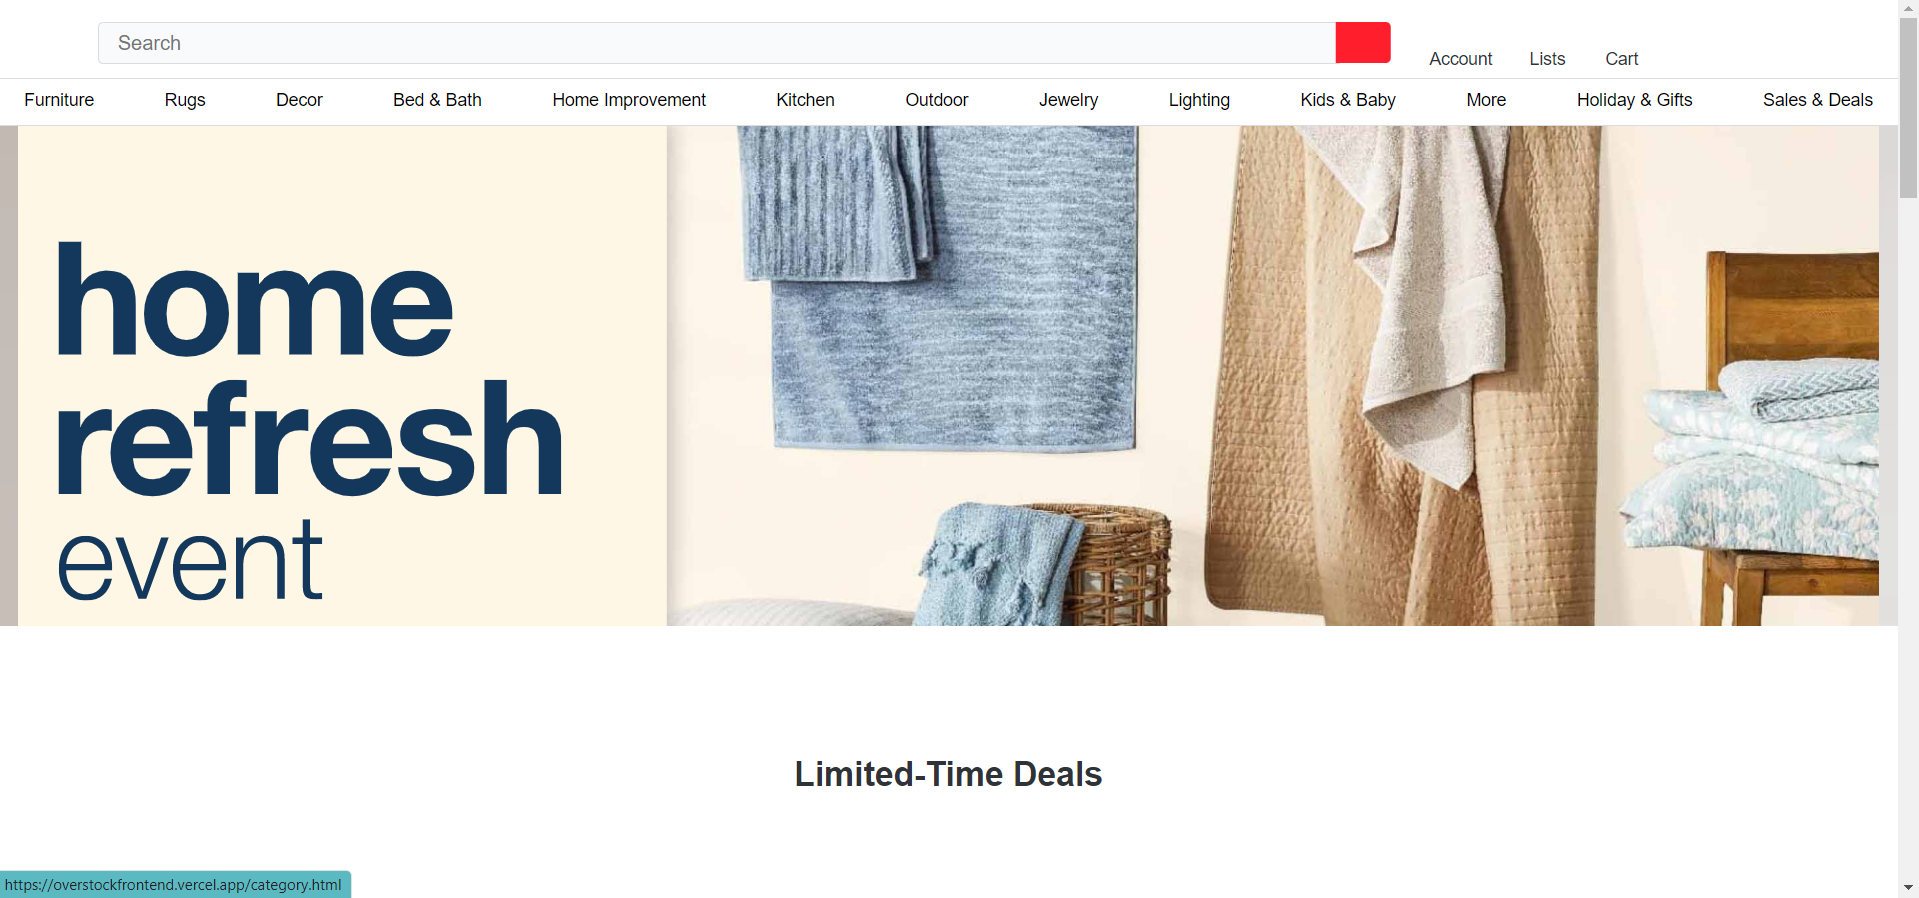 Search
Account Lists Cart
Furniture Rugs Decor Bed & Bath Home Improvement Kitchen Outdoor Jewelry Lighting Kids & Baby More Holiday & Gifts Sales & Deals
home
refresh
event
Limited-Time Deals
https://overstockfrontend.vercel.app/category.html